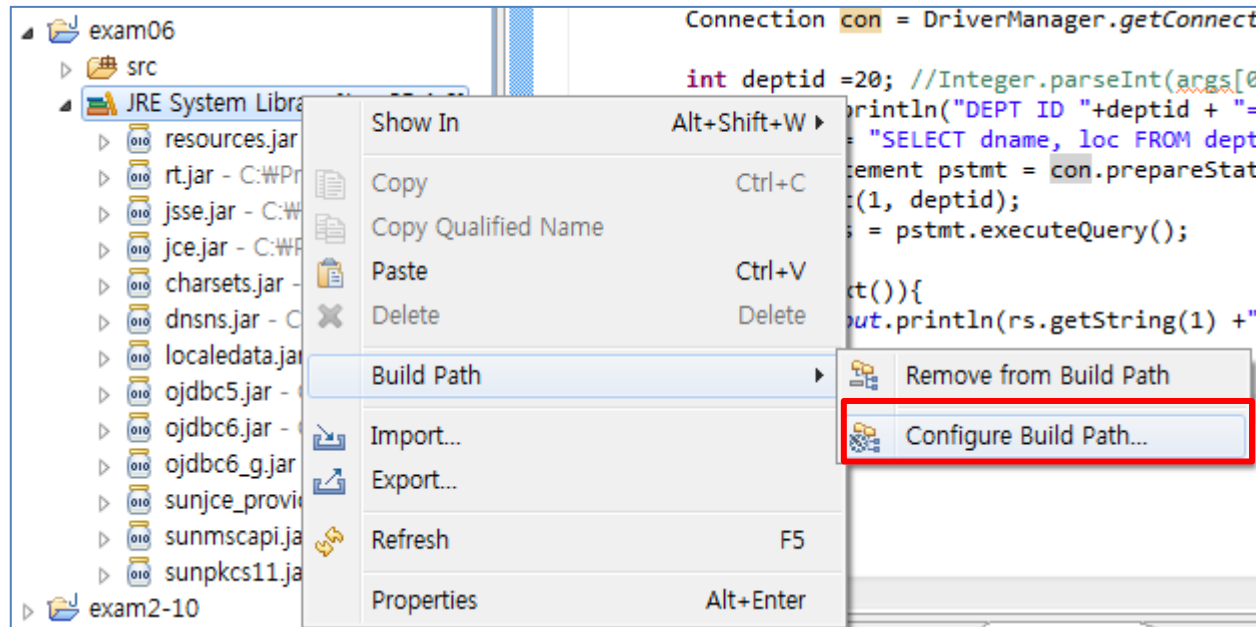 exam06
src
JRE System Libra
resources.jar
rt.jar - C:₩Pr
jsse.jar - C:₩
jce.jar - C:₩P
charsets.jar -
dnsns.jar - C
localedata.jar
ojdbc5.jar -
ojdbc6.jar -
ojdbc6_g.jar
sunjce_provi
sunmscapi.ja
sunpkcs11.ja
exam2-10
Show In Alt+Shift+W
Copy Ctrl+C
Copy Qualified Name
Paste Ctrl+V
Delete Delete
Build Path
Import...
Export...
Refresh F5
Properties Alt+Enter
Remove from Build Path
Configure Build Path...
Connection con = DriverManager.getConnect
int deptid =20; //Integer.parseInt(args[0
println("DEPT ID "+deptid + "=
= "SELECT dname, loc FROM dept
tement pstmt = con.prepareStat
t(1, deptid);
s = pstmt.executeQuery();
xt()){
out.println(rs.getString(1) +"